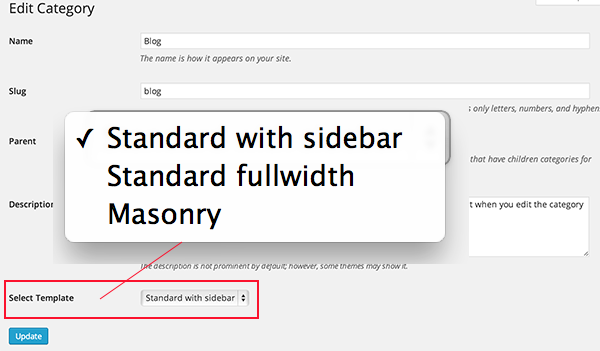 Edit Category
Name
Blog
The name is how it appears on your site.
Slug
blog
s only letters, numbers, and hyphens
Parent
✓ Standard with sidebar
that have children categories for
Standard fullwidth
Masonry
Description
t when you edit the category
The description is not prominent by default; however, some themes may show it.
Select Template
Standard with sidebar
Update